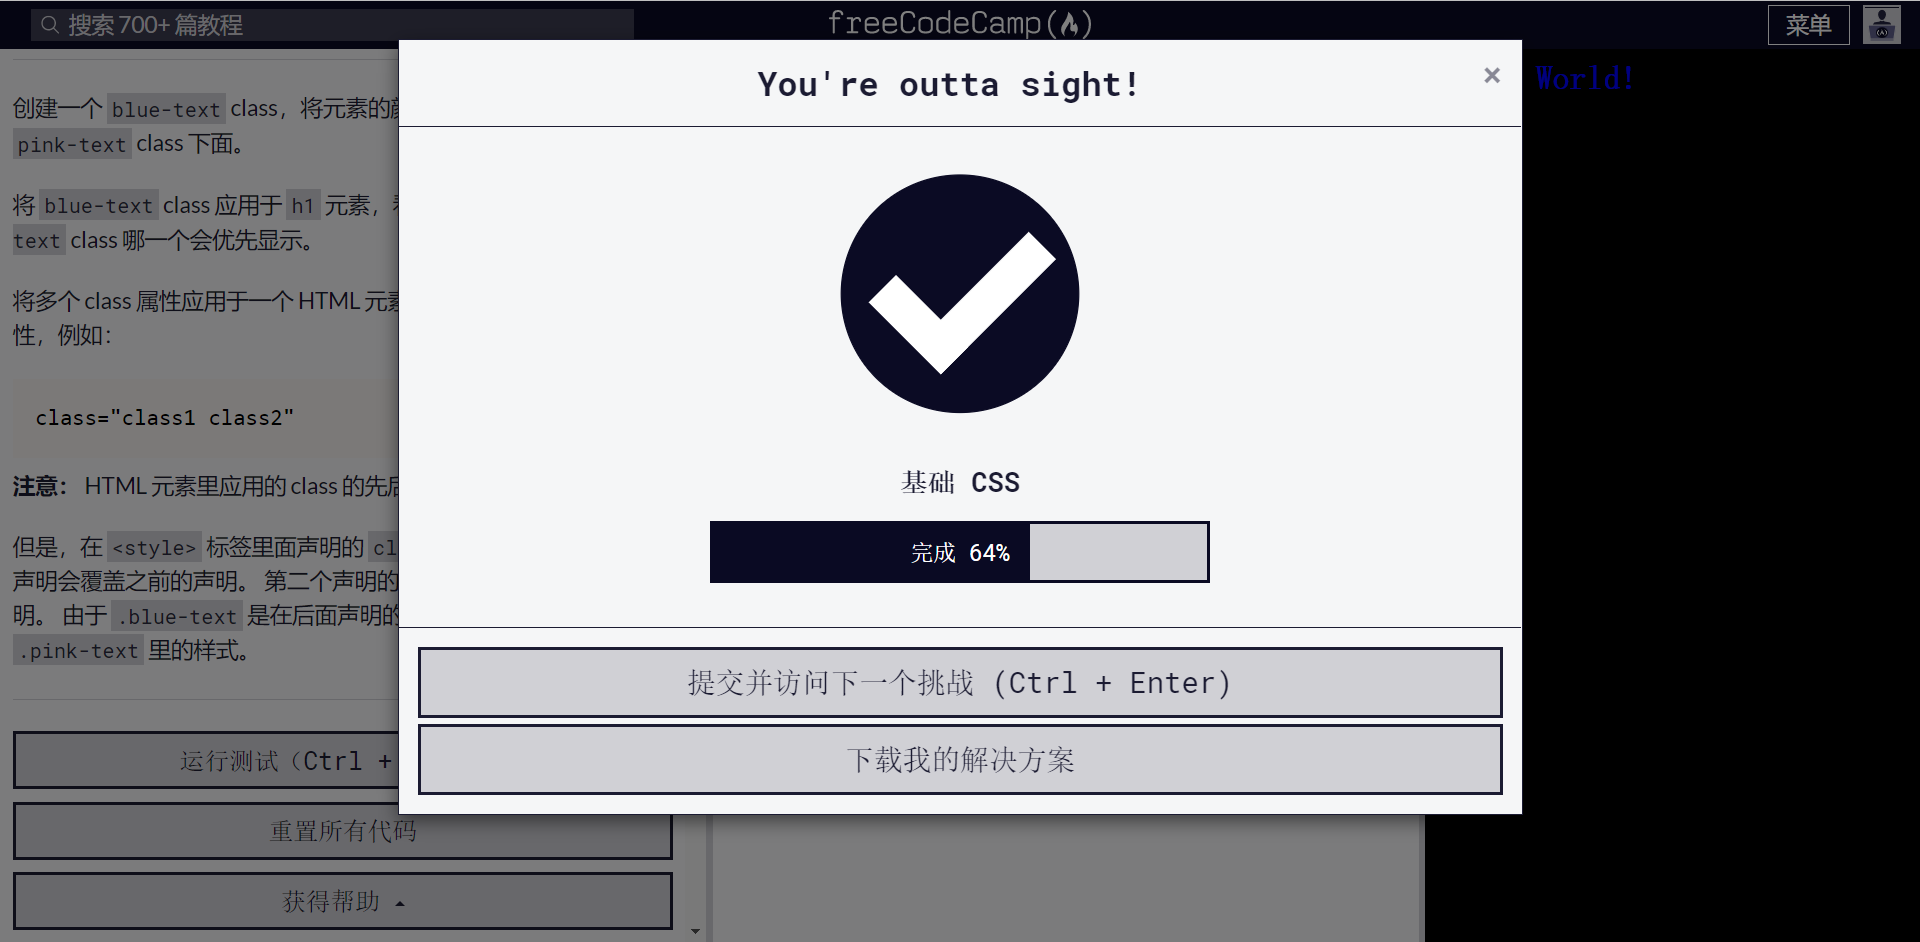 搜索 700+ 篇教程
freeCodeCamp(🔥)
菜单
创建一个 blue-text class，将元素的
pink-text class 下面。
将 blue-text class 应用于 h1 元素，
text class 哪一个会优先显示。
将多个 class 属性应用于一个 HTML 元素
性，例如：
class="class1 class2"
注意： HTML 元素里应用的 class 的先后
但是，在 <style> 标签里面声明的 cl
声明会覆盖之前的声明。 第二个声明的
明。 由于 .blue-text 是在后面声明的
.pink-text 里的样式。
运行测试（Ctrl +
重置所有代码
获得帮助
You're outta sight!
×
基础 CSS
完成 64%
提交并访问下一个挑战 (Ctrl + Enter)
下载我的解决方案
World!